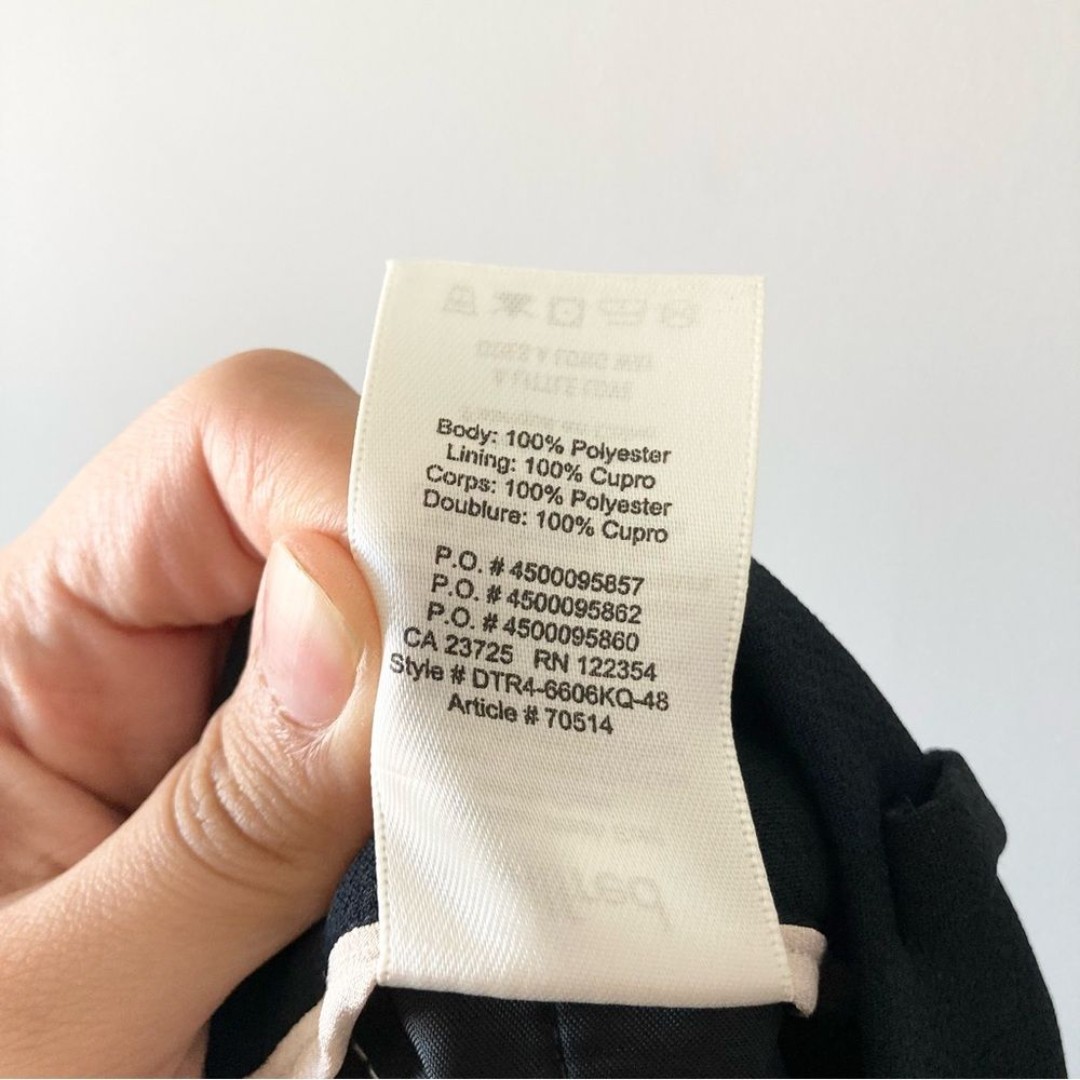 Body: 100% Polyester
Lining: 100% Cupro
Corps: 100% Polyester
Doublure: 100% Cupro
P.O. # 4500095857
P.O. # 4500095862
P.O. # 4500095860
CA 23725 RN 122354
Style # DTR4-6606KQ-48
Article # 70514